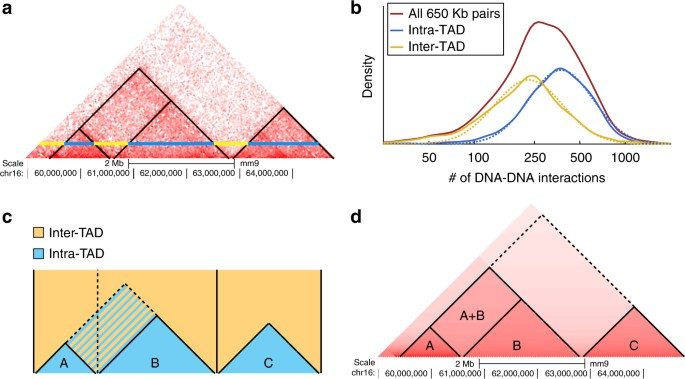 a
Scale
2 Mb
mm9
chr16:
60,000,000
61,000,000
62,000,000
63,000,000
64,000,000
b
All 650 Kb pairs
Intra-TAD
Inter-TAD
Density
50
100
250
500
1000
# of DNA-DNA interactions
c
Inter-TAD
Intra-TAD
A
B
C
d
A+B
A
B
C
Scale
2 Mb
mm9
chr16:
60,000,000
61,000,000
62,000,000
63,000,000
64,000,000